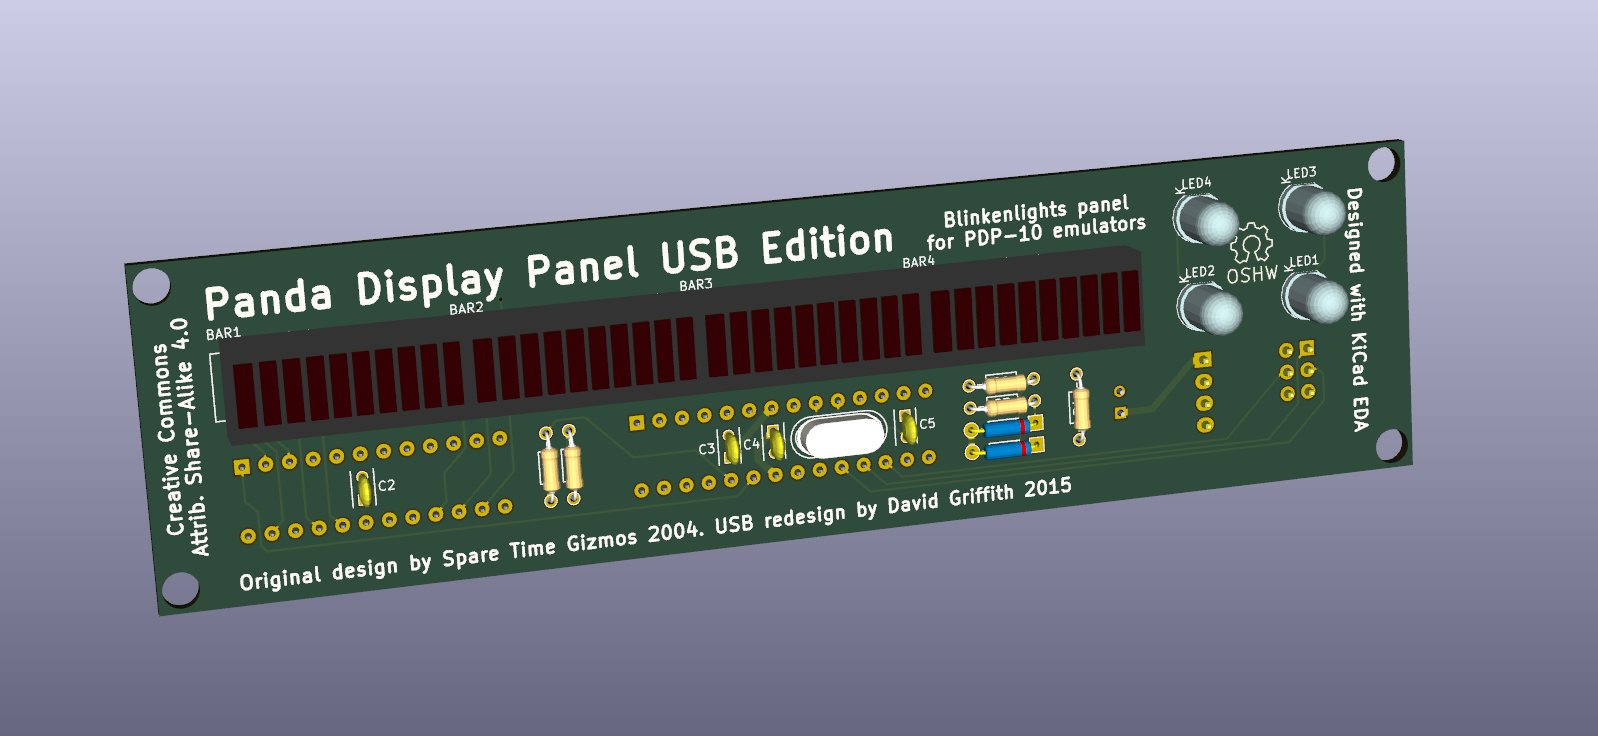 Panda Display Panel USB Edition
Blinkenlights panel
for PDP-10 emulators
BAR1
BAR2
BAR3
BAR4
LED4
LED3
LED2
LED1
K
K
K
K
OSHW
Creative Commons
Attrib. Share-Alike 4.0
Designed with KiCad EDA
C2
C3
C4
C5
Original design by Spare Time Gizmos 2004. USB redesign by David Griffith 2015